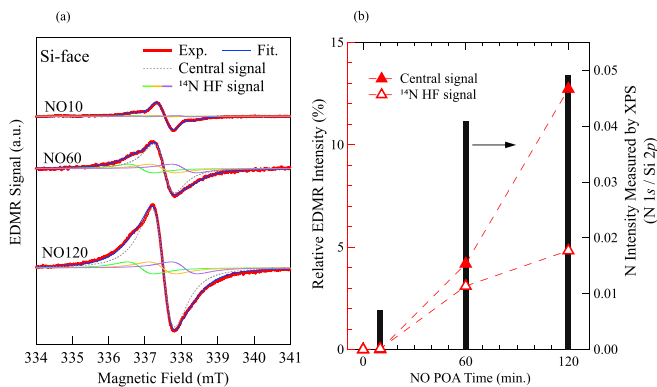 (a)
Si-face
Exp.
Fit.
Central signal
¹⁴N HF signal
NO10
NO60
NO120
EDMR Signal (a.u.)
334 335 336 337 338 339 340 341
Magnetic Field (mT)
(b)
15
10
5
0
Relative EDMR Intensity (%)
Central signal
¹⁴N HF signal
0.05
0.04
0.03
0.02
0.01
0.00
N Intensity Measured by XPS
(N 1s / Si 2p)
0 60 120
NO POA Time (min.)